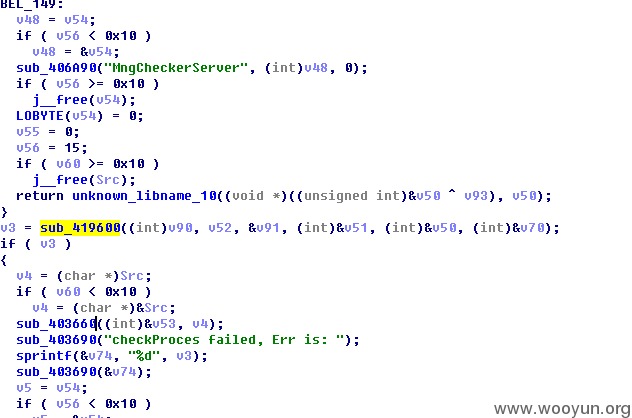 BEL_149:
v48 = v54;
if ( v56 < 0x10 )
v48 = &v54;
sub_406A90("MngCheckerServer", (int)v48, 0);
if ( v56 >= 0x10 )
j__free(v54);
LOBYTE(v54) = 0;
v55 = 0;
v56 = 15;
if ( v60 >= 0x10 )
j__free(Src);
return unknown_libname_10((void *)((unsigned int)&v50 ^ v93), v50);
}
v3 = sub_419600((int)v90, v52, &v91, (int)&v51, (int)&v50, (int)&v70);
if ( v3 )
{
v4 = (char *)Src;
if ( v60 < 0x10 )
v4 = (char *)&Src;
sub_403660((int)&v53, v4);
sub_403690("checkProces failed, Err is: ");
sprintf(&v74, "%d", v3);
sub_403690(&v74);
v5 = v54;
if ( v56 < 0x10 )
www.wooyun.org